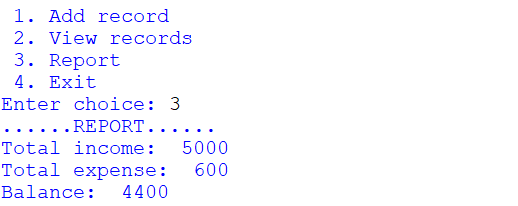 1. Add record
2. View records
3. Report
4. Exit
Enter choice: 3
......REPORT......
Total income:  5000
Total expense:  600
Balance:  4400